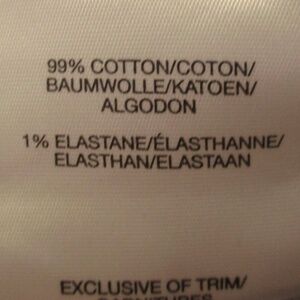 99% COTTON/COTON/
BAUMWOLLE/KATOEN/
ALGODON
1% ELASTANE/ÉLASTHANNE/
ELASTHAN/ELASTAAN
EXCLUSIVE OF TRIM/